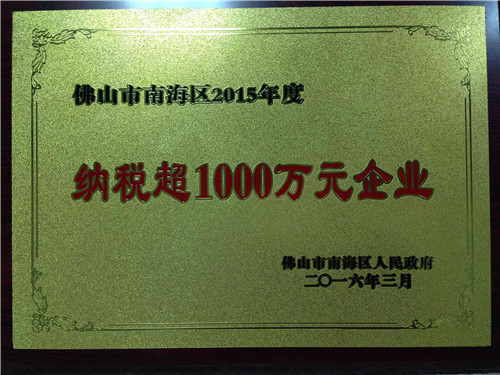 佛山市南海区2015年度
纳税超1000万元企业
佛山市南海区人民政府
二〇一六年三月